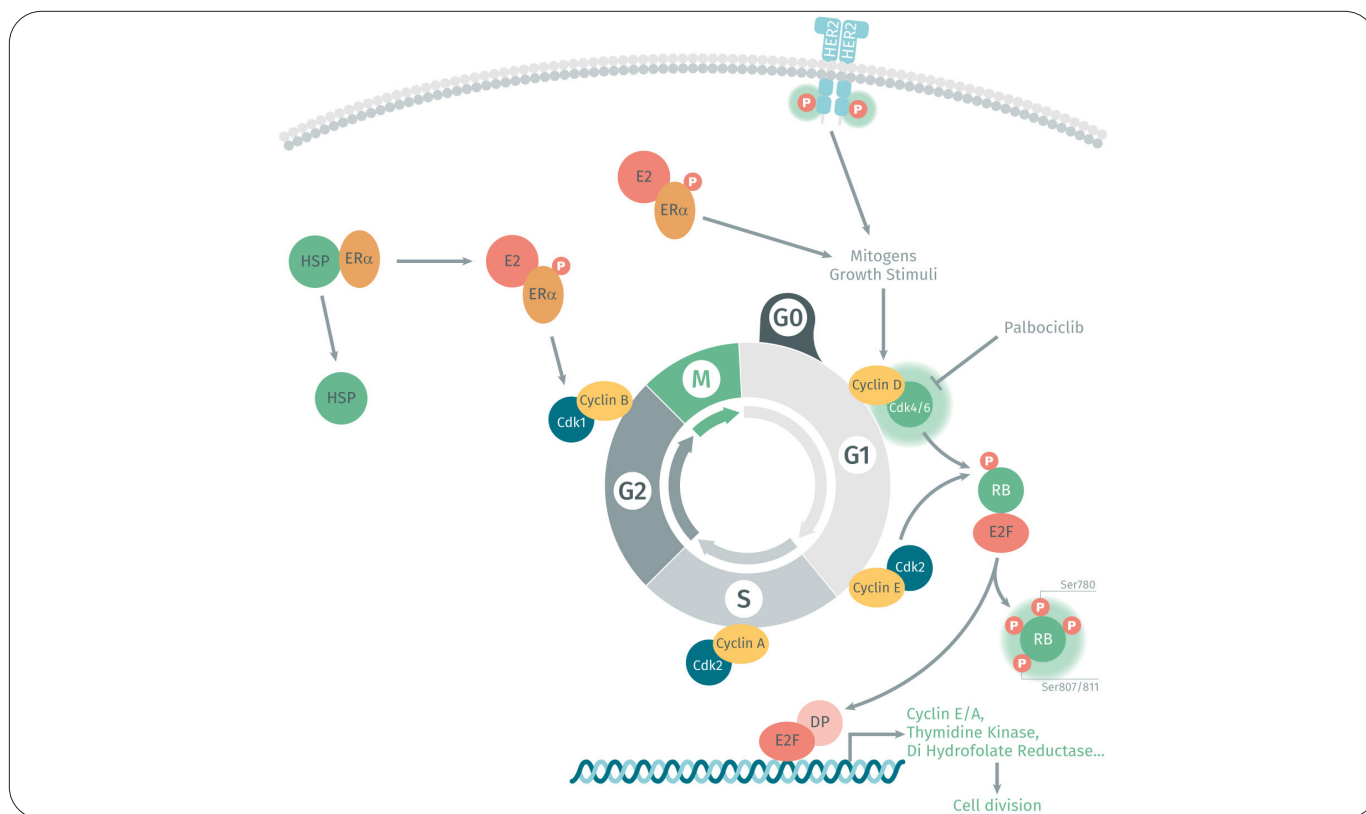 HER2
HER2
P
P
E2
P
ERα
HSP
ERα
E2
P
ERα
Mitogens
Growth Stimuli
G0
Palbociclib
HSP
M
Cyclin D
Cdk4/6
Cyclin B
Cdk1
G1
P
RB
G2
E2F
Cdk2
Cyclin E
Ser780
S
P
P
P
RB
Cyclin A
Cdk2
P
Ser807/811
DP
E2F
Cyclin E/A,
Thymidine Kinase,
Di Hydrofolate Reductase...
Cell division